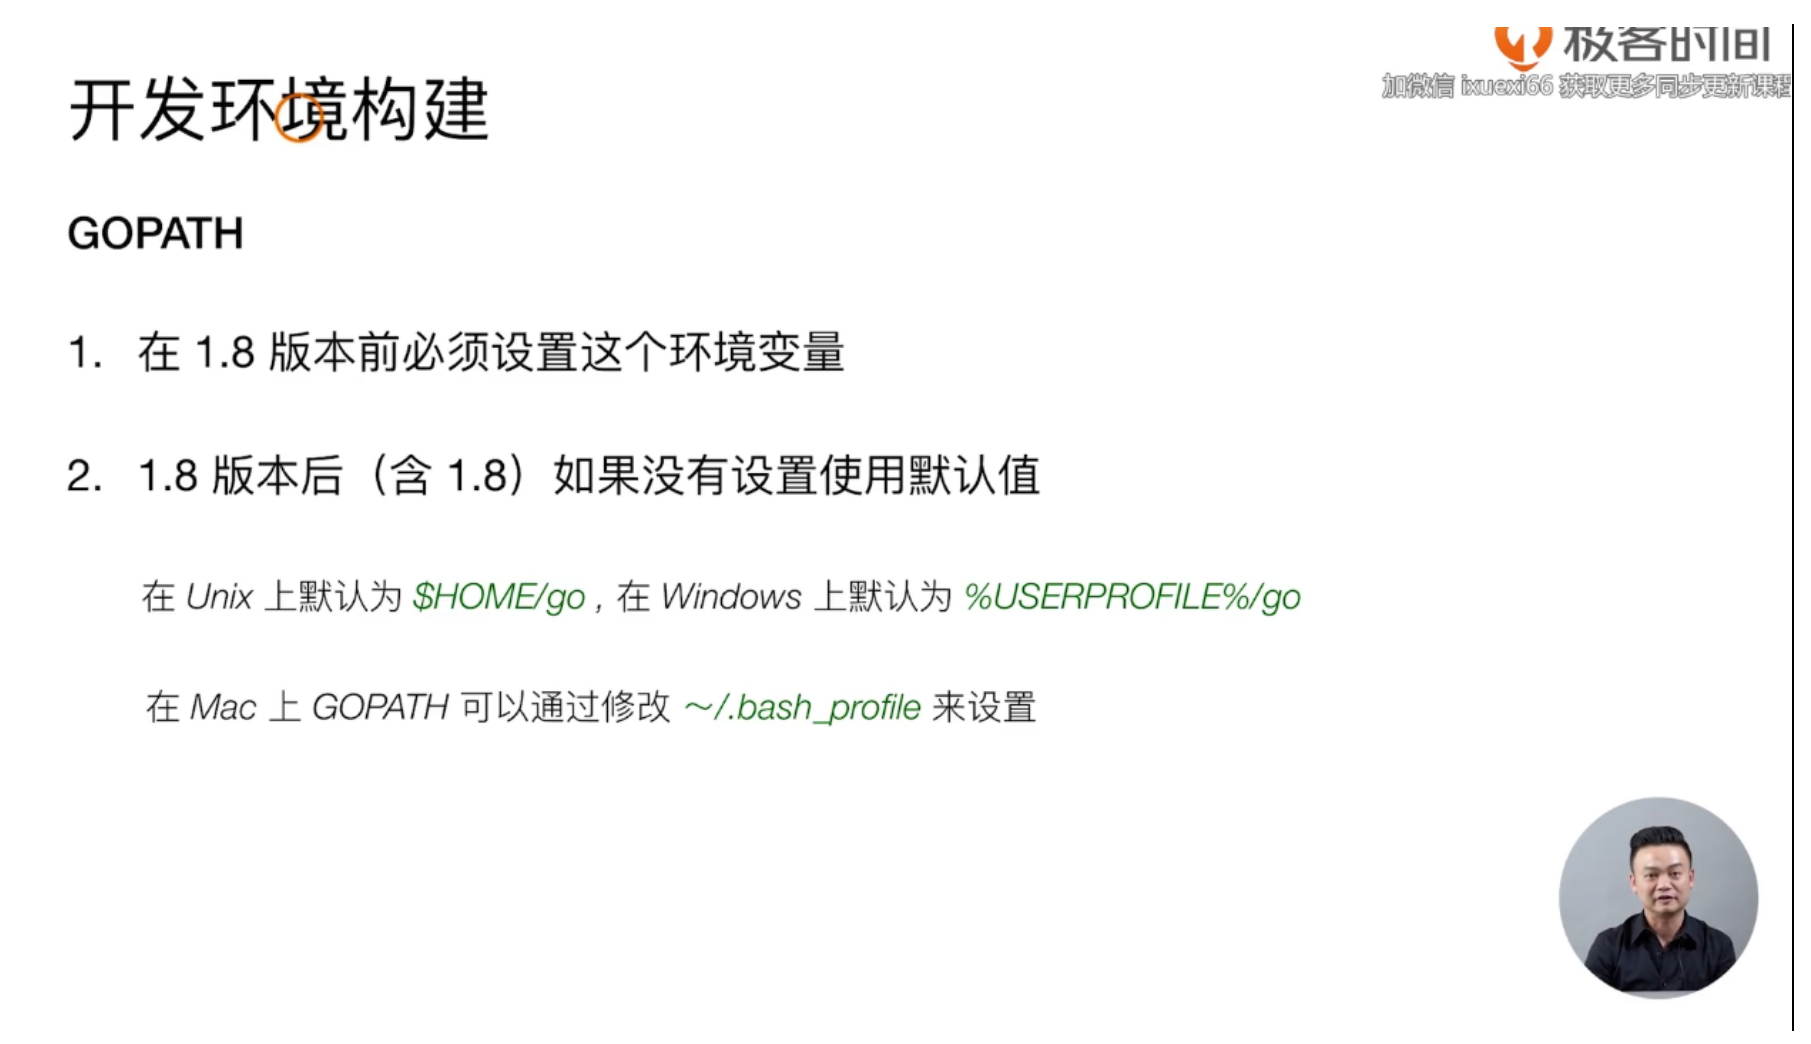 极客时间
加微信 ixuexi66 获取更多同步更新课程
开发环境构建
GOPATH
1. 在 1.8 版本前必须设置这个环境变量
2. 1.8 版本后（含 1.8）如果没有设置使用默认值
在 Unix 上默认为 $HOME/go , 在 Windows 上默认为 %USERPROFILE%/go
在 Mac 上 GOPATH 可以通过修改 ～/.bash_profile 来设置